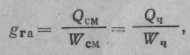 gга = Qсм / Wсм = Qч / Wч ,